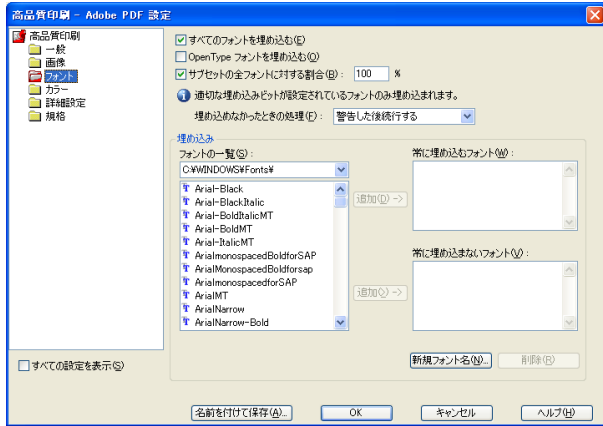 高品質印刷 - Adobe PDF 設定
高品質印刷
一般
画像
フォント
カラー
詳細設定
規格
すべてのフォントを埋め込む(E)
OpenType フォントを埋め込む(O)
サブセットの全フォントに対する割合(B): 100 %
適切な埋め込みビットが設定されているフォントのみ埋め込まれます。
埋め込めなかったときの処理(F): 警告した後続行する
埋め込み
フォントの一覧(S):
C:¥WINDOWS¥Fonts¥
Arial-Black
Arial-BlackItalic
Arial-BoldItalicMT
Arial-BoldMT
Arial-ItalicMT
ArialmonospacedBoldforSAP
ArialMonospacedBoldforsap
ArialmonospacedforSAP
ArialMT
ArialNarrow
ArialNarrow-Bold
追加(D) ->
追加() ->
常に埋め込むフォント(W):
常に埋め込まないフォント(V):
新規フォント名(N)...
削除(R)
すべての設定を表示(S)
名前を付けて保存(A)...
OK
キャンセル
ヘルプ(H)